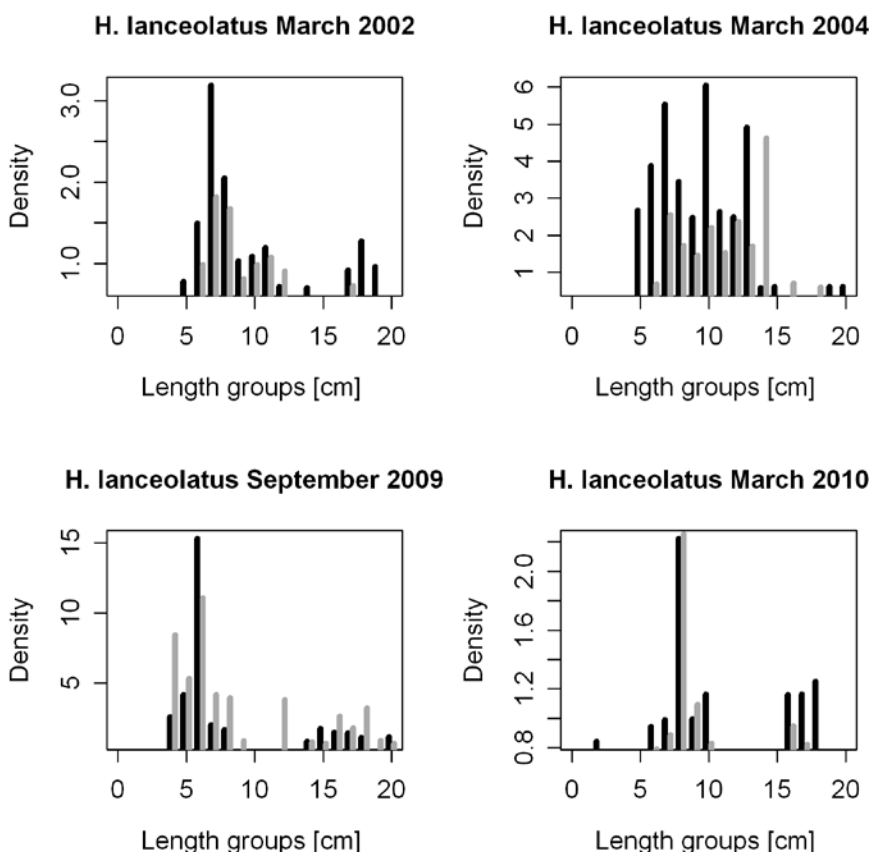 H. lanceolatus March 2002
Density
1.0 2.0 3.0
0 5 10 15 20
Length groups [cm]
H. lanceolatus March 2004
Density
1 2 3 4 5 6
0 5 10 15 20
Length groups [cm]
H. lanceolatus September 2009
Density
5 10 15
0 5 10 15 20
Length groups [cm]
H. lanceolatus March 2010
Density
0.8 1.2 1.6 2.0
0 5 10 15 20
Length groups [cm]